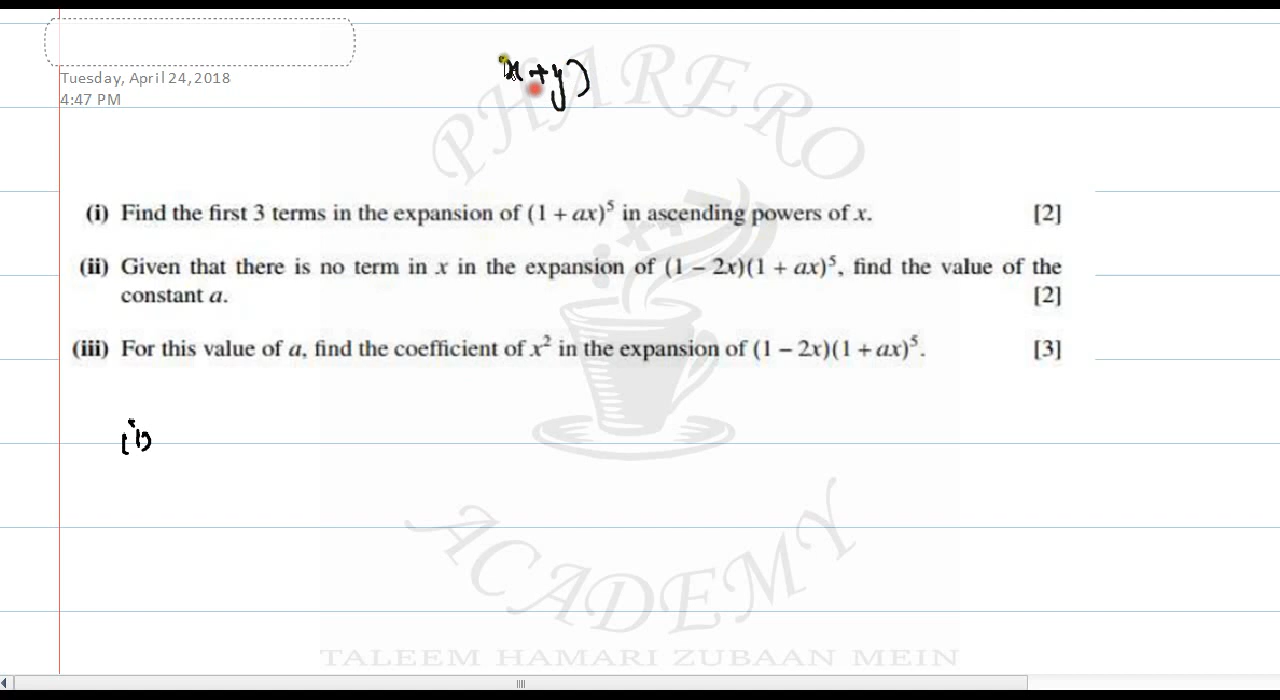 x+y)
Tuesday, April 24, 2018
4:47 PM
PHARERO
(i) Find the first 3 terms in the expansion of (1 + ax)⁵ in ascending powers of x. [2]
(ii) Given that there is no term in x in the expansion of (1 − 2x)(1 + ax)⁵, find the value of the
constant a. [2]
(iii) For this value of a, find the coefficient of x² in the expansion of (1 − 2x)(1 + ax)⁵. [3]
(i)
ACADEMY
TALEEM HAMARI ZUBAAN MEIN